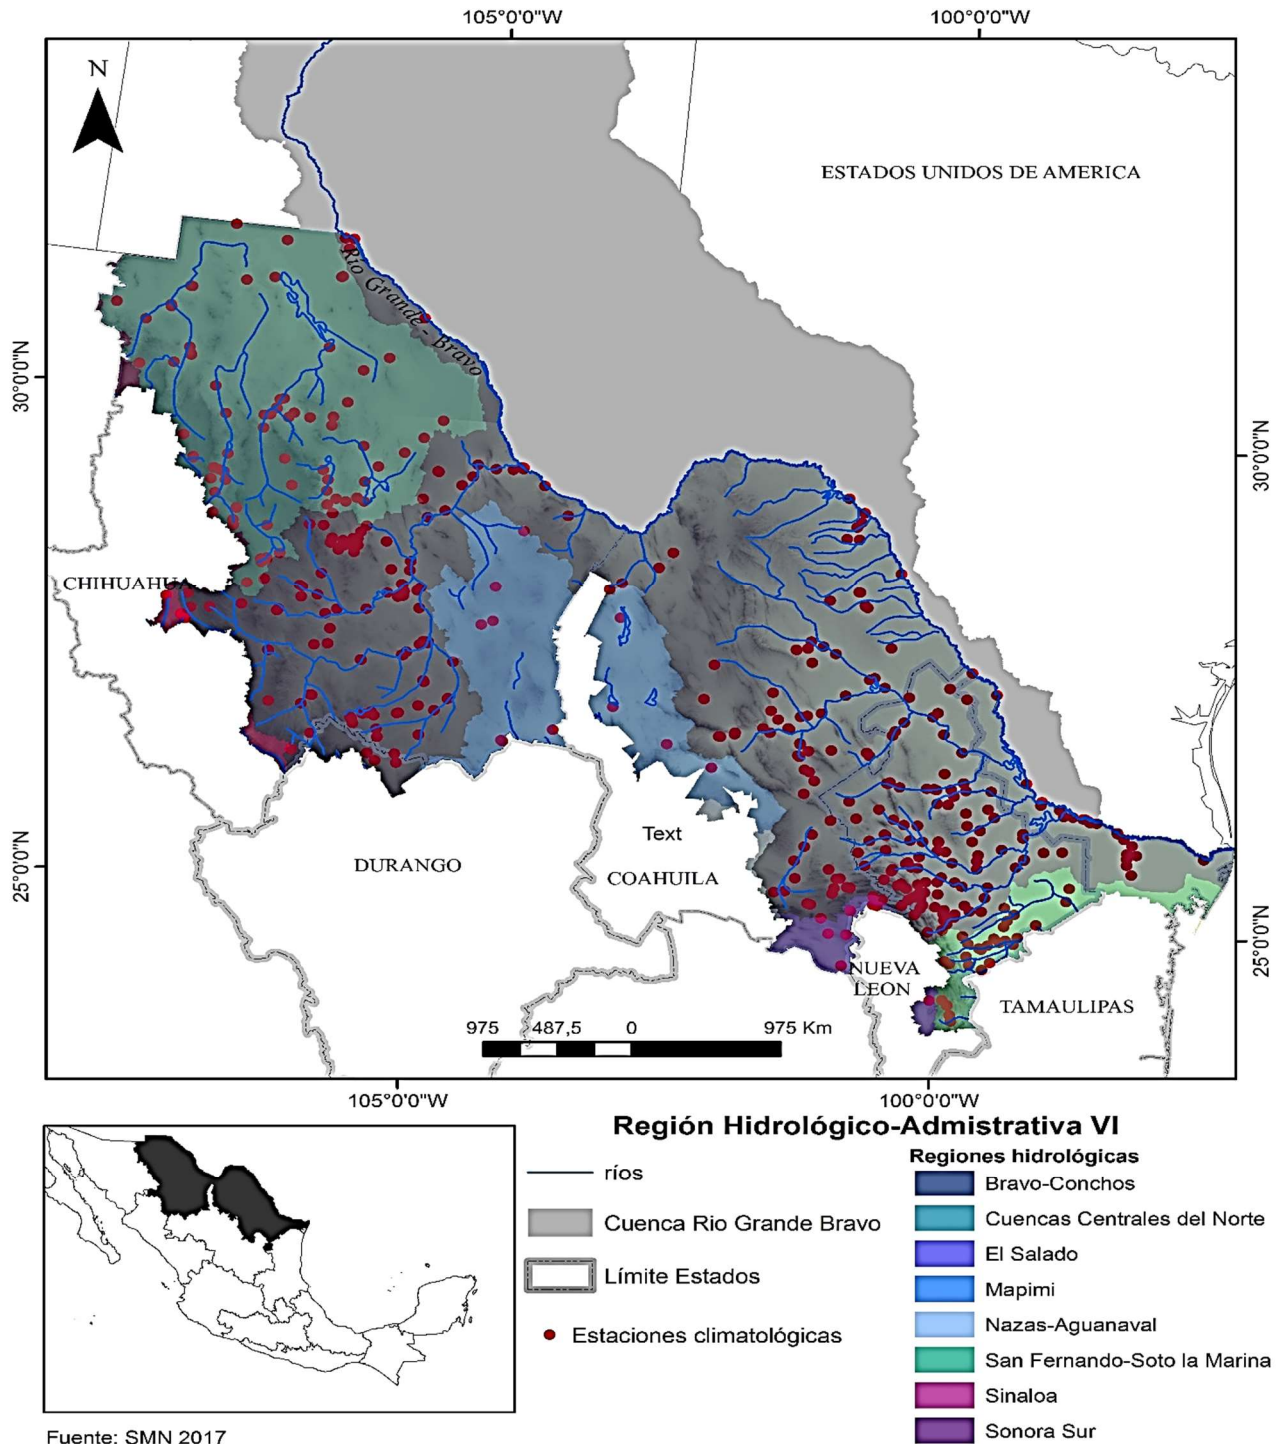 105°0'0"W
100°0'0"W
N
ESTADOS UNIDOS DE AMERICA
Río Grande - Bravo
30°0'0"N
30°0'0"N
CHIHUAHUA
Text
DURANGO
COAHUILA
25°0'0"N
25°0'0"N
NUEVA
LEON
TAMAULIPAS
975 487,5 0 975 Km
105°0'0"W
100°0'0"W
Región Hidrológico-Admistrativa VI
Regiones hidrológicas
ríos
Bravo-Conchos
Cuenca Rio Grande Bravo
Cuencas Centrales del Norte
El Salado
Límite Estados
Mapimi
Nazas-Aguanaval
Estaciones climatológicas
San Fernando-Soto la Marina
Sinaloa
Sonora Sur
Fuente: SMN 2017